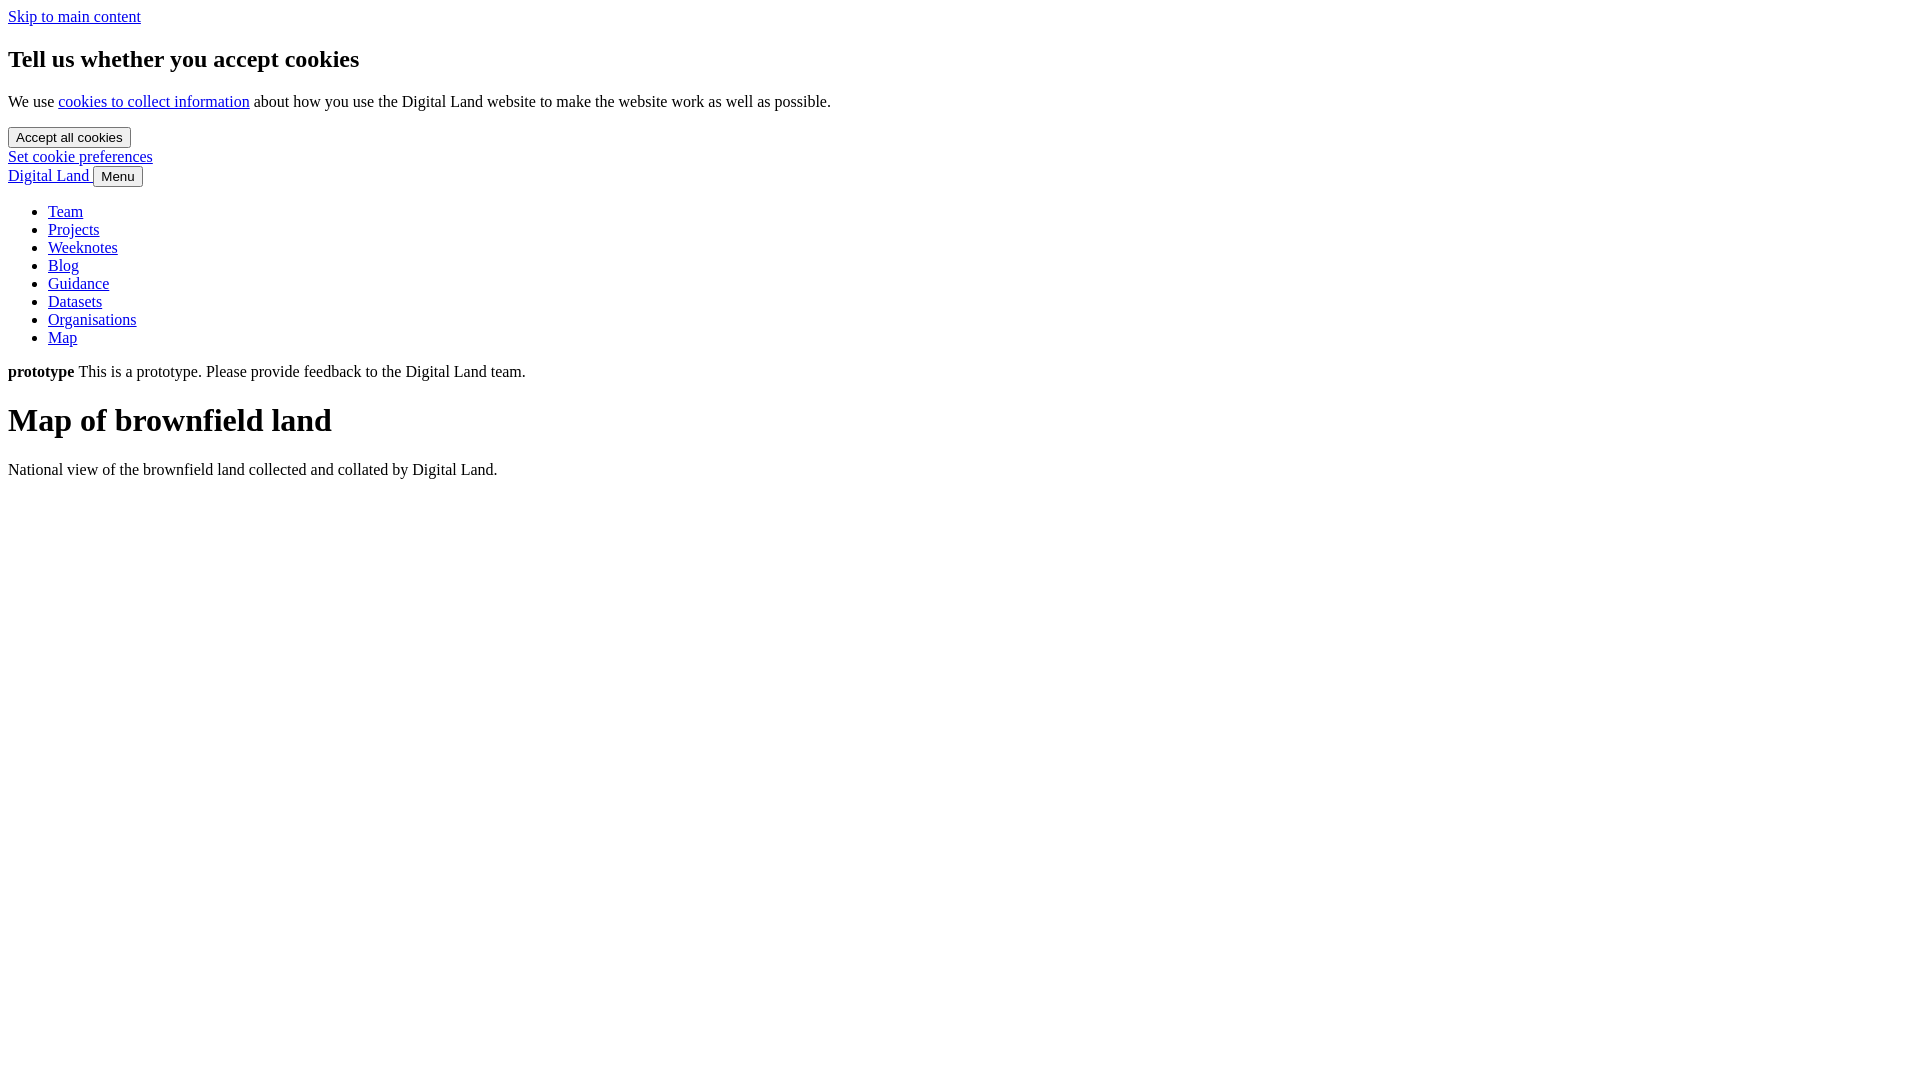 Skip to main content
Tell us whether you accept cookies
We use cookies to collect information about how you use the Digital Land website to make the website work as well as possible.
Accept all cookies
Set cookie preferences
Digital Land Menu
Team
Projects
Weeknotes
Blog
Guidance
Datasets
Organisations
Map
prototype This is a prototype. Please provide feedback to the Digital Land team.
Map of brownfield land
National view of the brownfield land collected and collated by Digital Land.